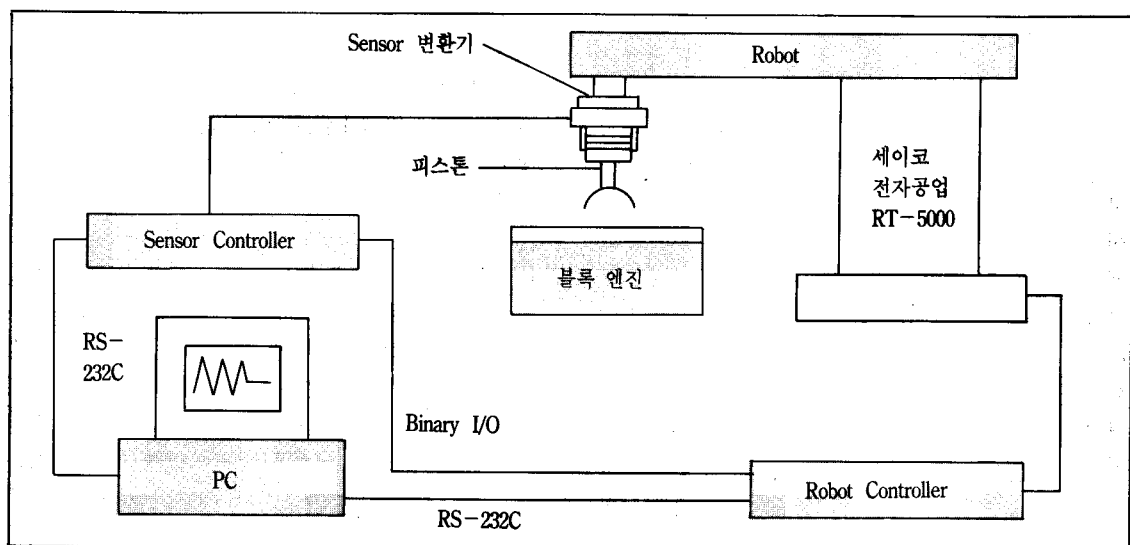 Sensor 변환기
Robot
피스톤
세이코
전자공업
RT-5000
Sensor Controller
블록 엔진
RS-
232C
Binary I/O
PC
Robot Controller
RS-232C